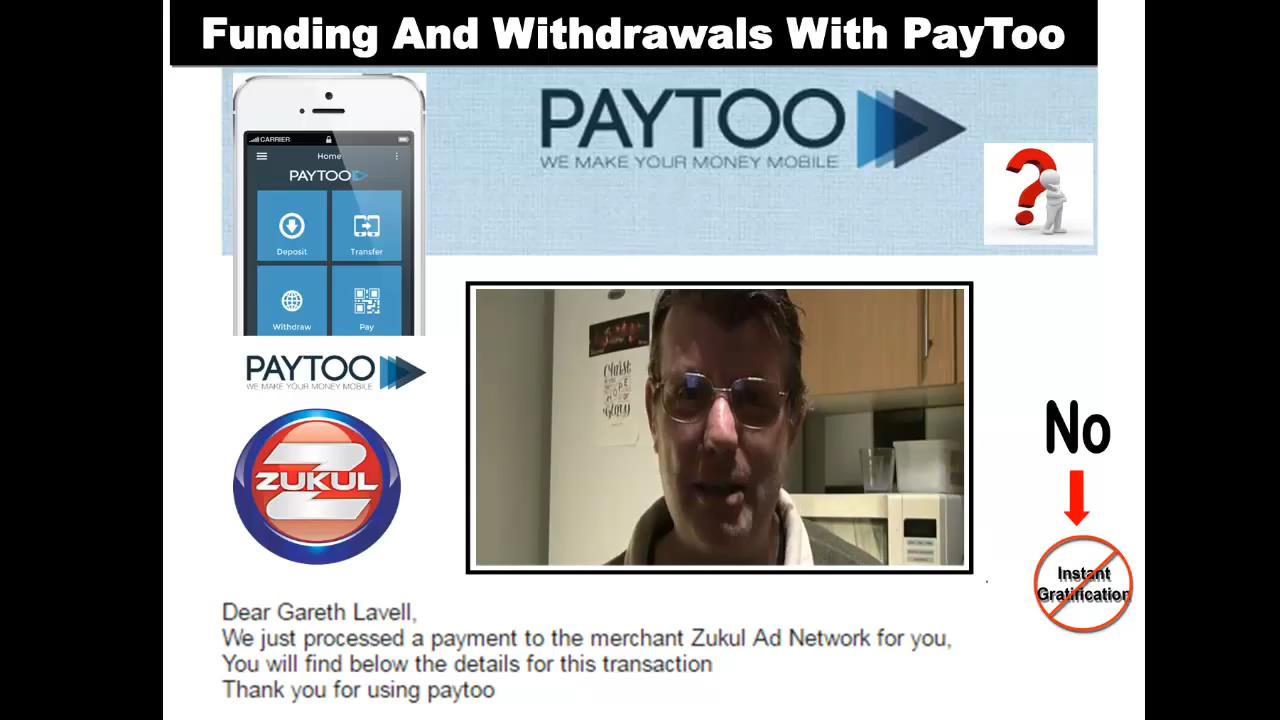 Funding And Withdrawals With PayToo
PAYTOO
WE MAKE YOUR MONEY MOBILE
CARRIER
Home
PAYTOO
Deposit
Transfer
Withdraw
Pay
PAYTOO
WE MAKE YOUR MONEY MOBILE
ZUKUL
Christ
HOPE
Glory
No
Instant
Gratification
Dear Gareth Lavell,
We just processed a payment to the merchant Zukul Ad Network for you,
You will find below the details for this transaction
Thank you for using paytoo